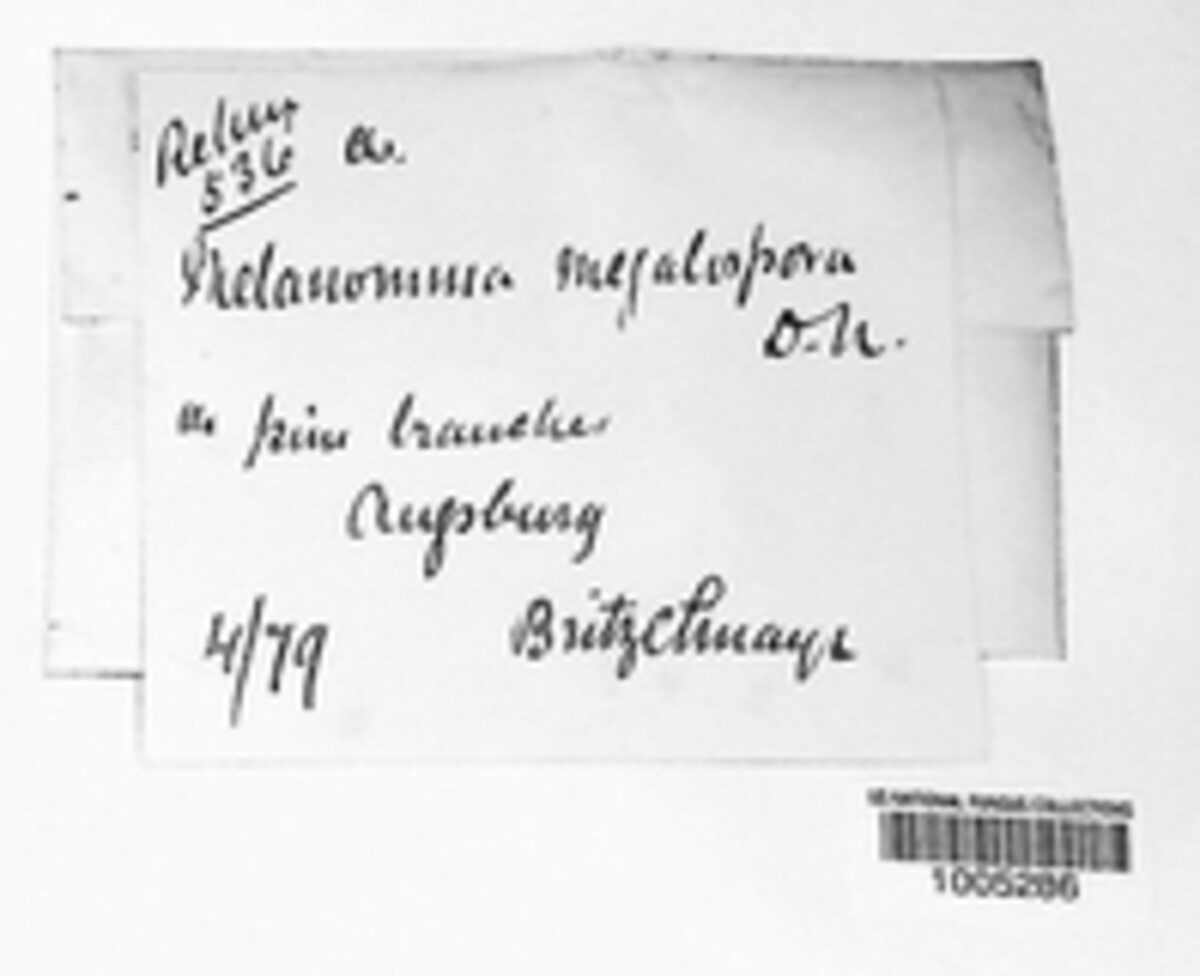 Rehm
536 a.
Melanomma megalospora
D.N.
on pine branches
Augsburg
4/79 Britzelmayr
US NATIONAL FUNGUS COLLECTIONS
1005286